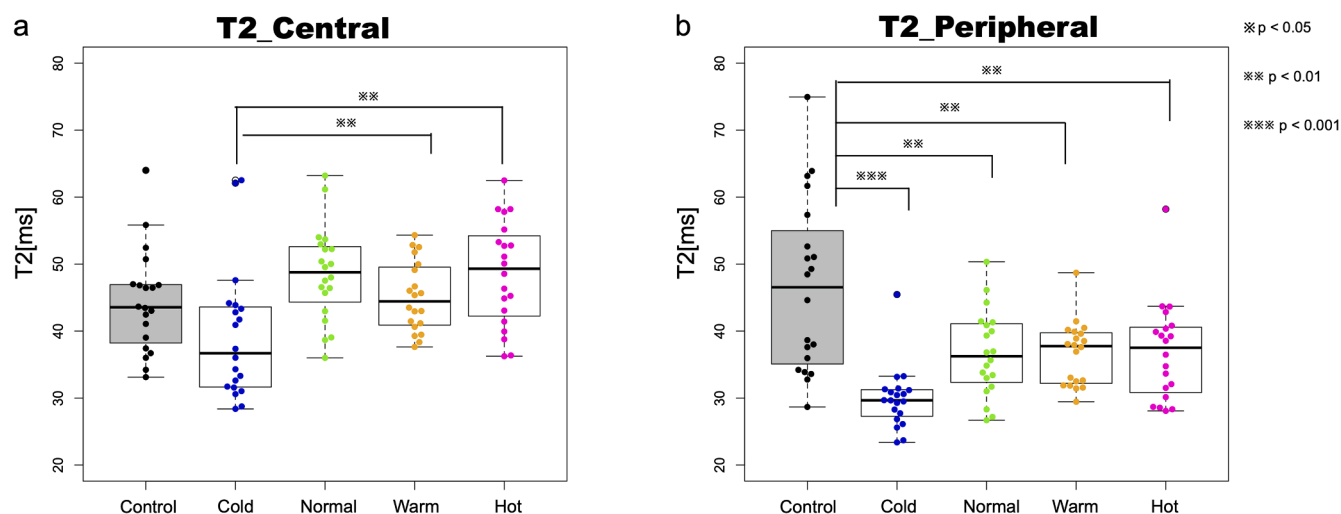 a
T2_Central
T2[ms]
80
70
60
50
40
30
20
※※
※※
Control
Cold
Normal
Warm
Hot
b
T2_Peripheral
T2[ms]
80
70
60
50
40
30
20
※※
※※
※※
※※※
Control
Cold
Normal
Warm
Hot
※p < 0.05
※※ p < 0.01
※※※ p < 0.001